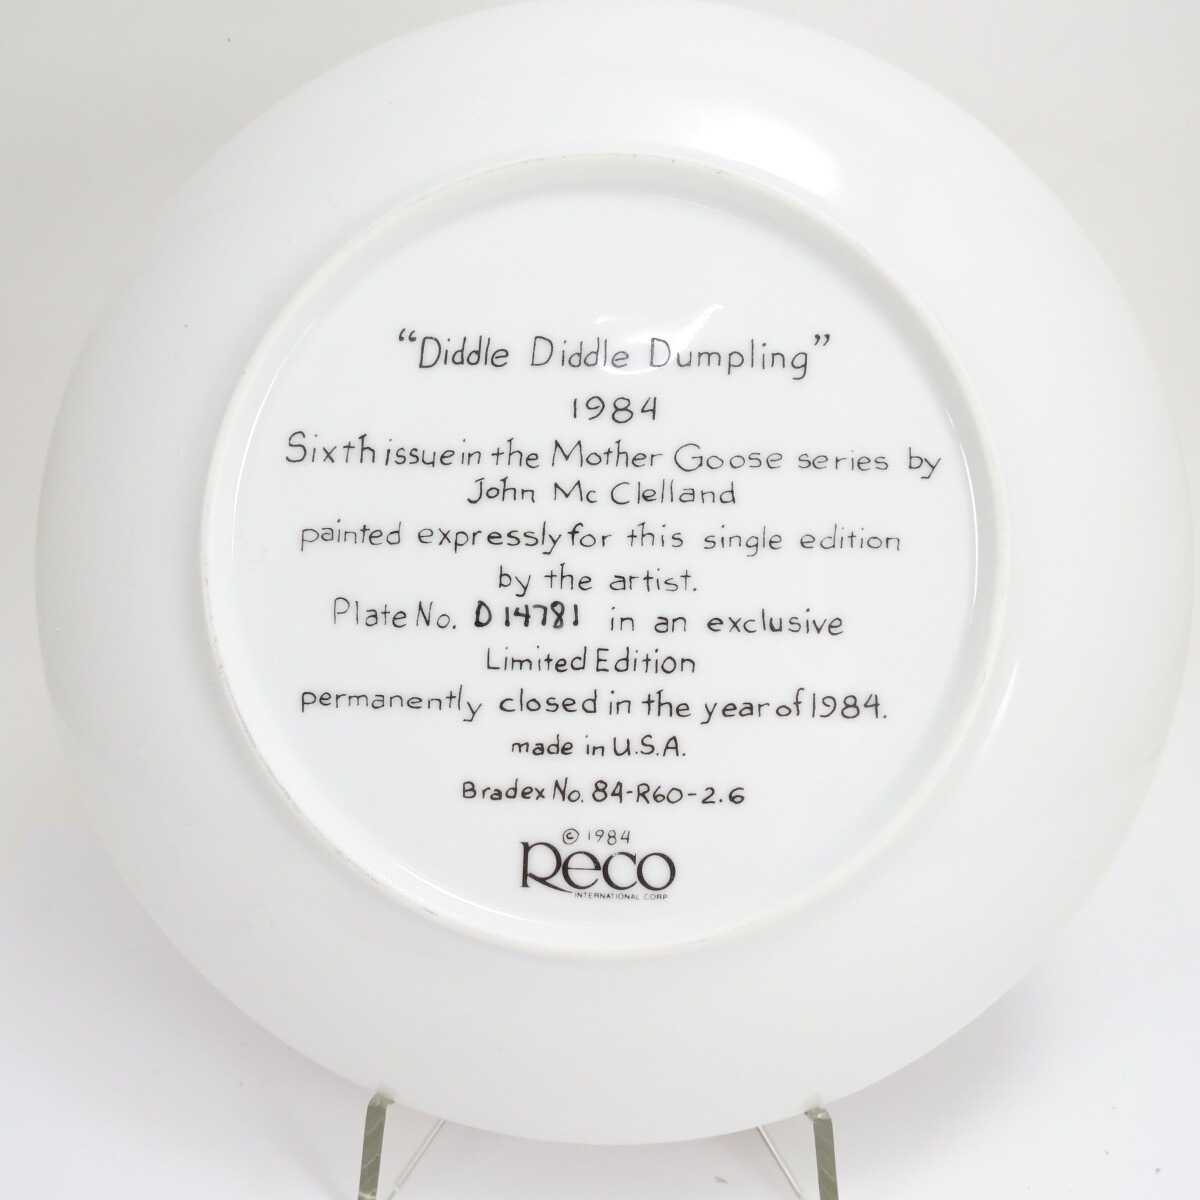 “Diddle Diddle Dumpling”
1984
Sixth issue in the Mother Goose series by
John Mc Clelland
painted expressly for this single edition
by the artist.
Plate No. D 14781 in an exclusive
Limited Edition
permanently closed in the year of 1984.
made in U.S.A.
Bradex No. 84-R60-2.6
© 1984
Reco
INTERNATIONAL CORP